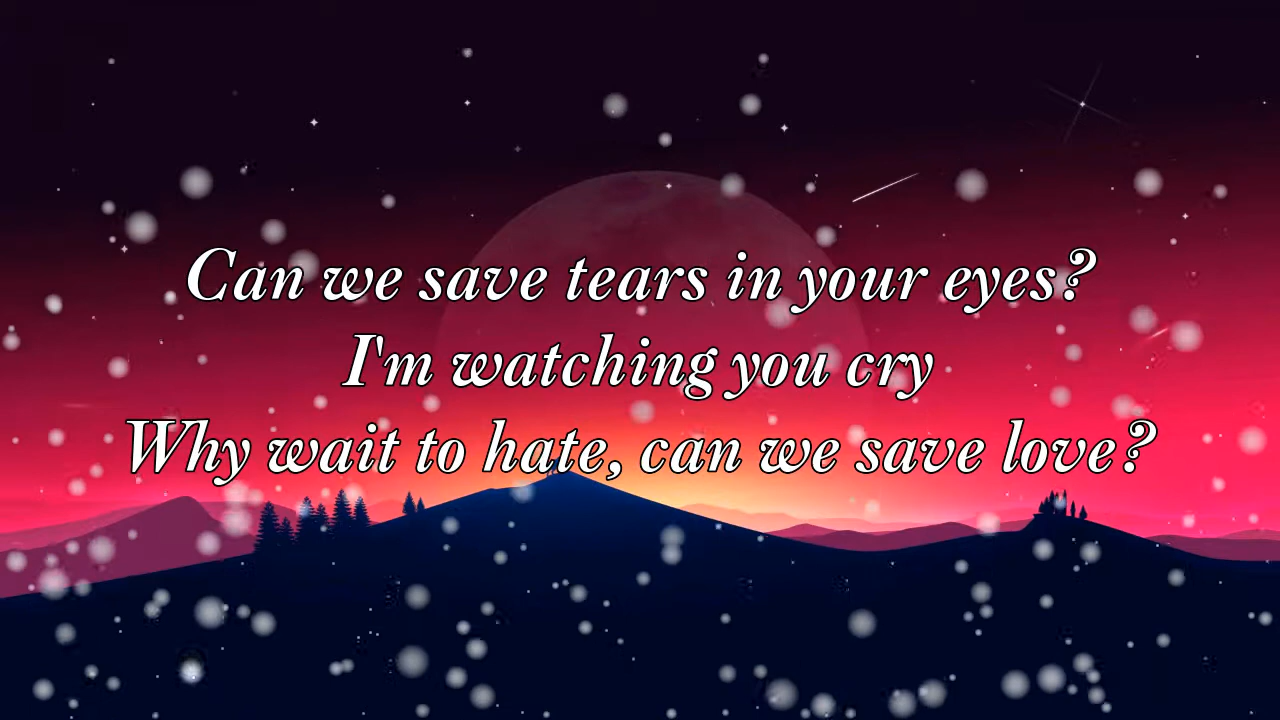 Can we save tears in your eyes?
I'm watching you cry
Why wait to hate, can we save love?